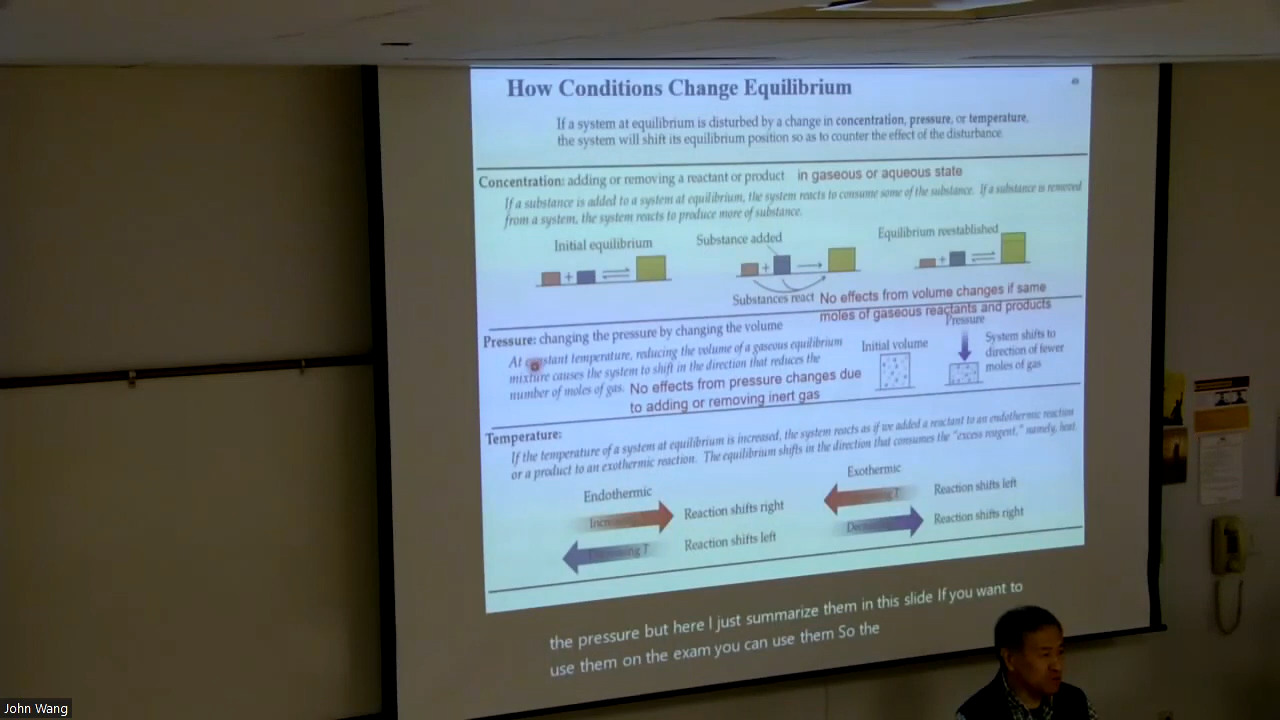 How Conditions Change Equilibrium
If a system at equilibrium is disturbed by a change in concentration, pressure, or temperature,
the system will shift its equilibrium position so as to counter the effect of the disturbance.
Concentration: adding or removing a reactant or product in gaseous or aqueous state
If a substance is added to a system at equilibrium, the system reacts to consume some of the substance. If a substance is removed
from a system, the system reacts to produce more of substance.
Initial equilibrium
Substance added
Equilibrium reestablished
+ ⇌
+ →
+ ⇌
Substances react
No effects from volume changes if same
moles of gaseous reactants and products
Pressure: changing the pressure by changing the volume
At constant temperature, reducing the volume of a gaseous equilibrium
mixture causes the system to shift in the direction that reduces the
number of moles of gas.
No effects from pressure changes due
to adding or removing inert gas
Initial volume
Pressure
System shifts to
direction of fewer
moles of gas
Temperature:
If the temperature of a system at equilibrium is increased, the system reacts as if we added a reactant to an endothermic reaction
or a product to an exothermic reaction. The equilibrium shifts in the direction that consumes the "excess reagent," namely, heat.
Endothermic
Reaction shifts right
T
Reaction shifts left
Exothermic
T
Reaction shifts left
Reaction shifts right
the pressure but here I just summarize them in this slide If you want to
use them on the exam you can use them So the
John Wang